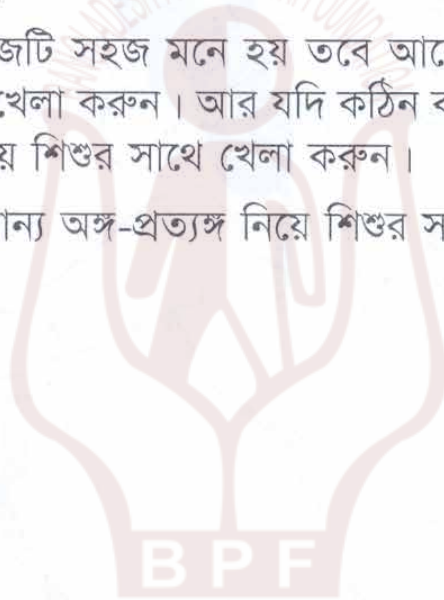 জটি সহজ মনে হয় তবে আে
খেলা করুন। আর যদি কঠিন ব
য় শিশুর সাথে খেলা করুন।
ান্য অঙ্গ-প্রত্যঙ্গ নিয়ে শিশুর স
BPF